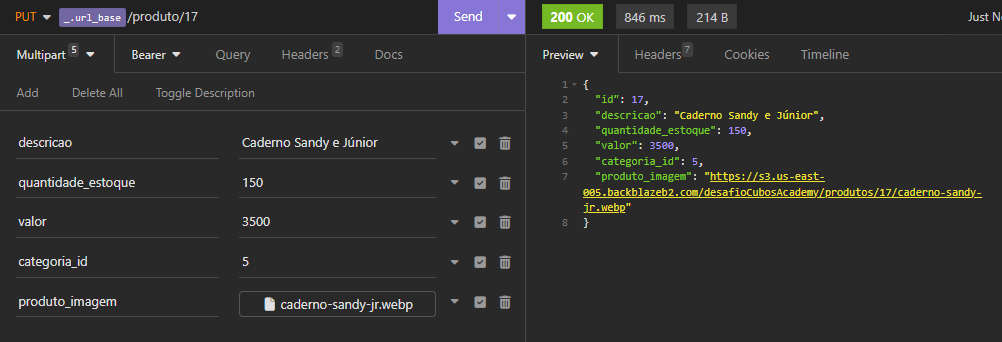 PUT _.url_base /produto/17 Send 200 OK 846 ms 214 B Just N
Multipart 5 Bearer Query Headers 2 Docs
Add Delete All Toggle Description
descricao Caderno Sandy e Júnior
quantidade_estoque 150
valor 3500
categoria_id 5
produto_imagem caderno-sandy-jr.webp
Preview Headers 7 Cookies Timeline
1 {
2 "id": 17,
3 "descricao": "Caderno Sandy e Júnior",
4 "quantidade_estoque": 150,
5 "valor": 3500,
6 "categoria_id": 5,
7 "produto_imagem": "https://s3.us-east-
005.backblazeb2.com/desafioCubosAcademy/produtos/17/caderno-sandy-
jr.webp"
8 }